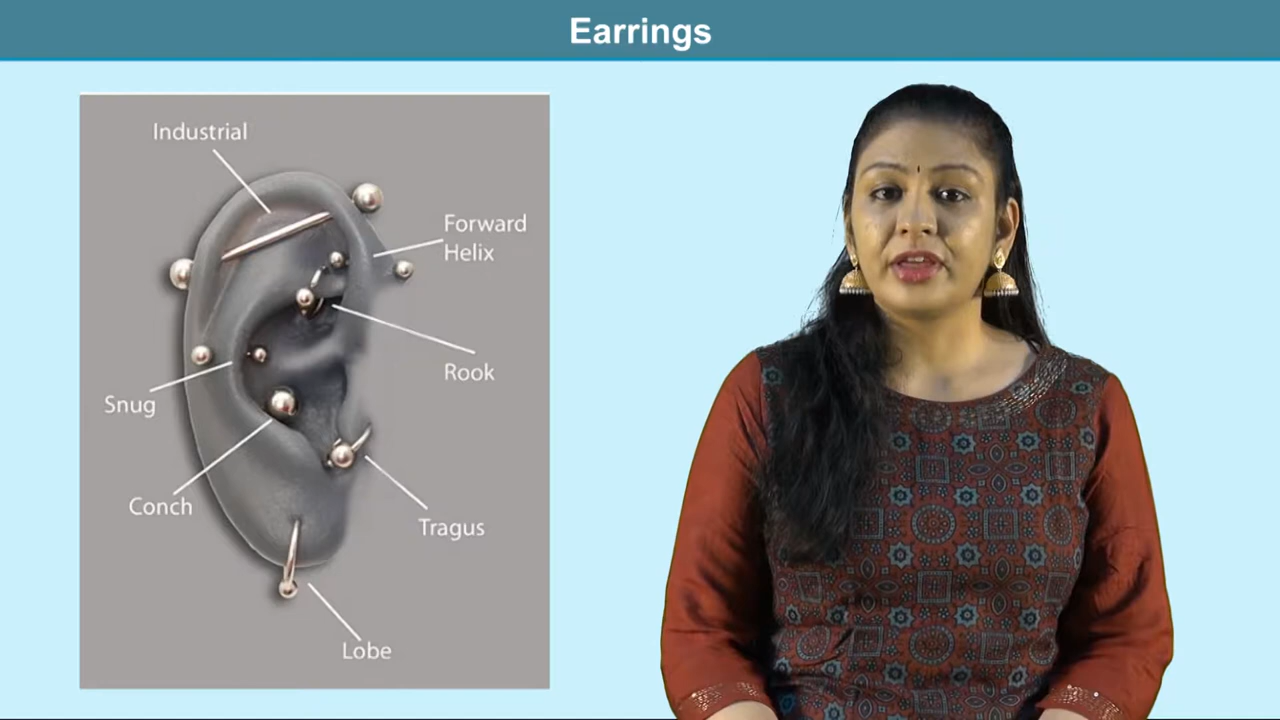 Earrings
Industrial
Forward
Helix
Rook
Snug
Conch
Tragus
Lobe